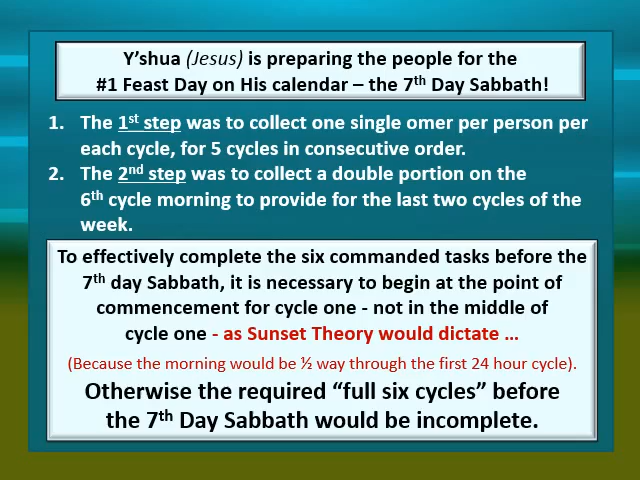 Y'shua (Jesus) is preparing the people for the
#1 Feast Day on His calendar – the 7th Day Sabbath!
1. The 1st step was to collect one single omer per person per
each cycle, for 5 cycles in consecutive order.
2. The 2nd step was to collect a double portion on the
6th cycle morning to provide for the last two cycles of the
week.
To effectively complete the six commanded tasks before the
7th day Sabbath, it is necessary to begin at the point of
commencement for cycle one - not in the middle of
cycle one - as Sunset Theory would dictate ...
(Because the morning would be ½ way through the first 24 hour cycle).
Otherwise the required "full six cycles" before
the 7th Day Sabbath would be incomplete.